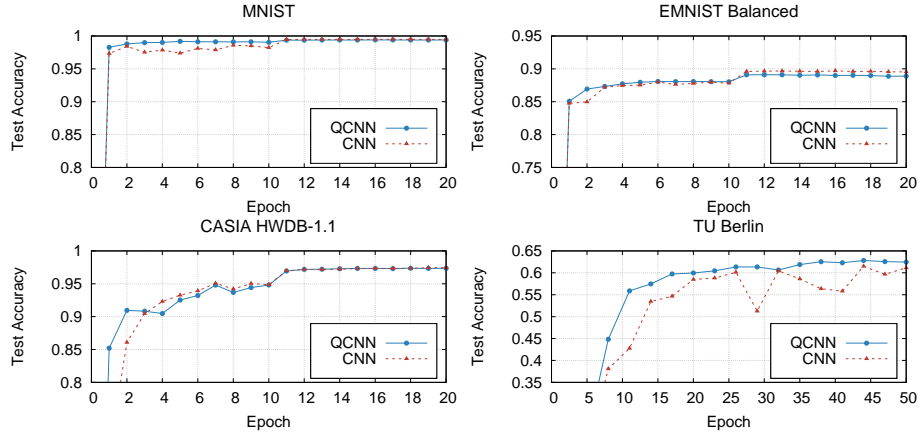 MNIST
1
0.95
0.9
0.85
0.8
Test Accuracy
QCNN
CNN
0 2 4 6 8 10 12 14 16 18 20
Epoch
EMNIST Balanced
0.95
0.9
0.85
0.8
0.75
Test Accuracy
QCNN
CNN
0 2 4 6 8 10 12 14 16 18 20
Epoch
CASIA HWDB-1.1
1
0.95
0.9
0.85
0.8
Test Accuracy
QCNN
CNN
0 2 4 6 8 10 12 14 16 18 20
Epoch
TU Berlin
0.65
0.6
0.55
0.5
0.45
0.4
0.35
Test Accuracy
QCNN
CNN
0 5 10 15 20 25 30 35 40 45 50
Epoch